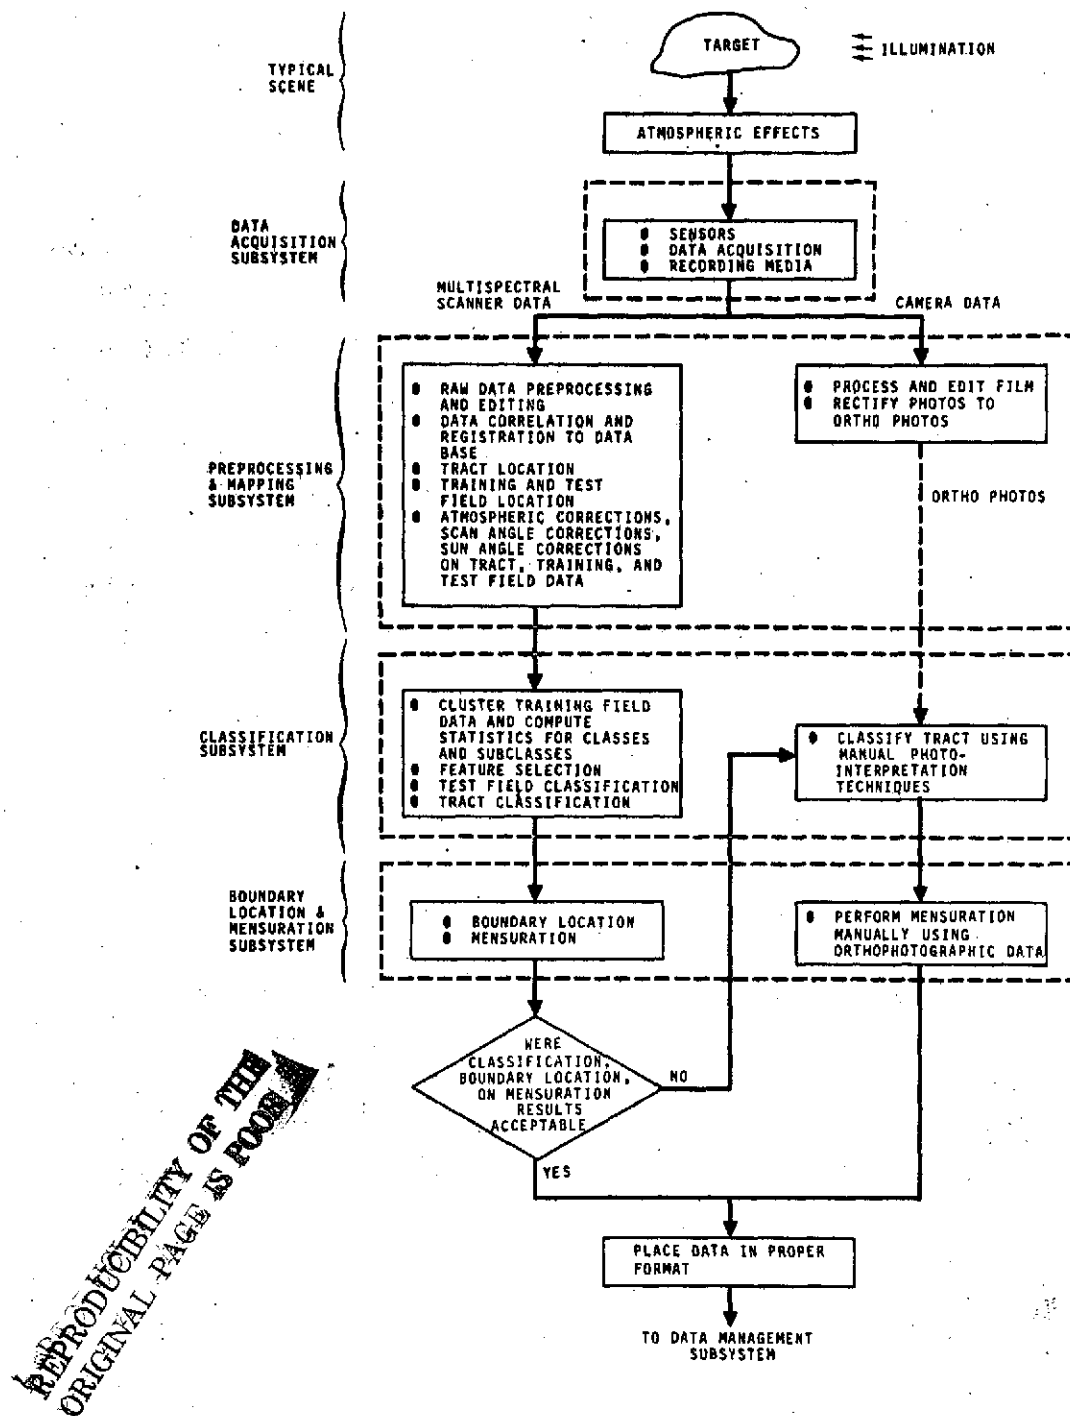 TARGET
ILLUMINATION
TYPICAL
SCENE
ATMOSPHERIC EFFECTS
DATA
ACQUISITION
SUBSYSTEM
SENSORS
DATA ACQUISITION
RECORDING MEDIA
MULTISPECTRAL
SCANNER DATA
CAMERA DATA
PREPROCESSING
& MAPPING
SUBSYSTEM
RAW DATA PREPROCESSING
AND EDITING
DATA CORRELATION AND
REGISTRATION TO DATA
BASE
TRACT LOCATION
TRAINING AND TEST
FIELD LOCATION
ATMOSPHERIC CORRECTIONS,
SCAN ANGLE CORRECTIONS,
SUN ANGLE CORRECTIONS
ON TRACT, TRAINING, AND
TEST FIELD DATA
PROCESS AND EDIT FILM
RECTIFY PHOTOS TO
ORTHO PHOTOS
ORTHO PHOTOS
CLASSIFICATION
SUBSYSTEM
CLUSTER TRAINING FIELD
DATA AND COMPUTE
STATISTICS FOR CLASSES
AND SUBCLASSES
FEATURE SELECTION
TEST FIELD CLASSIFICATION
TRACT CLASSIFICATION
CLASSIFY TRACT USING
MANUAL PHOTO-
INTERPRETATION
TECHNIQUES
BOUNDARY
LOCATION &
MENSURATION
SUBSYSTEM
BOUNDARY LOCATION
MENSURATION
PERFORM MENSURATION
MANUALLY USING
ORTHOPHOTOGRAPHIC DATA
WERE
CLASSIFICATION,
BOUNDARY LOCATION,
ON MENSURATION
RESULTS
ACCEPTABLE
NO
YES
PLACE DATA IN PROPER
FORMAT
TO DATA MANAGEMENT
SUBSYSTEM
REPRODUCIBILITY OF THE
ORIGINAL PAGE IS POOR